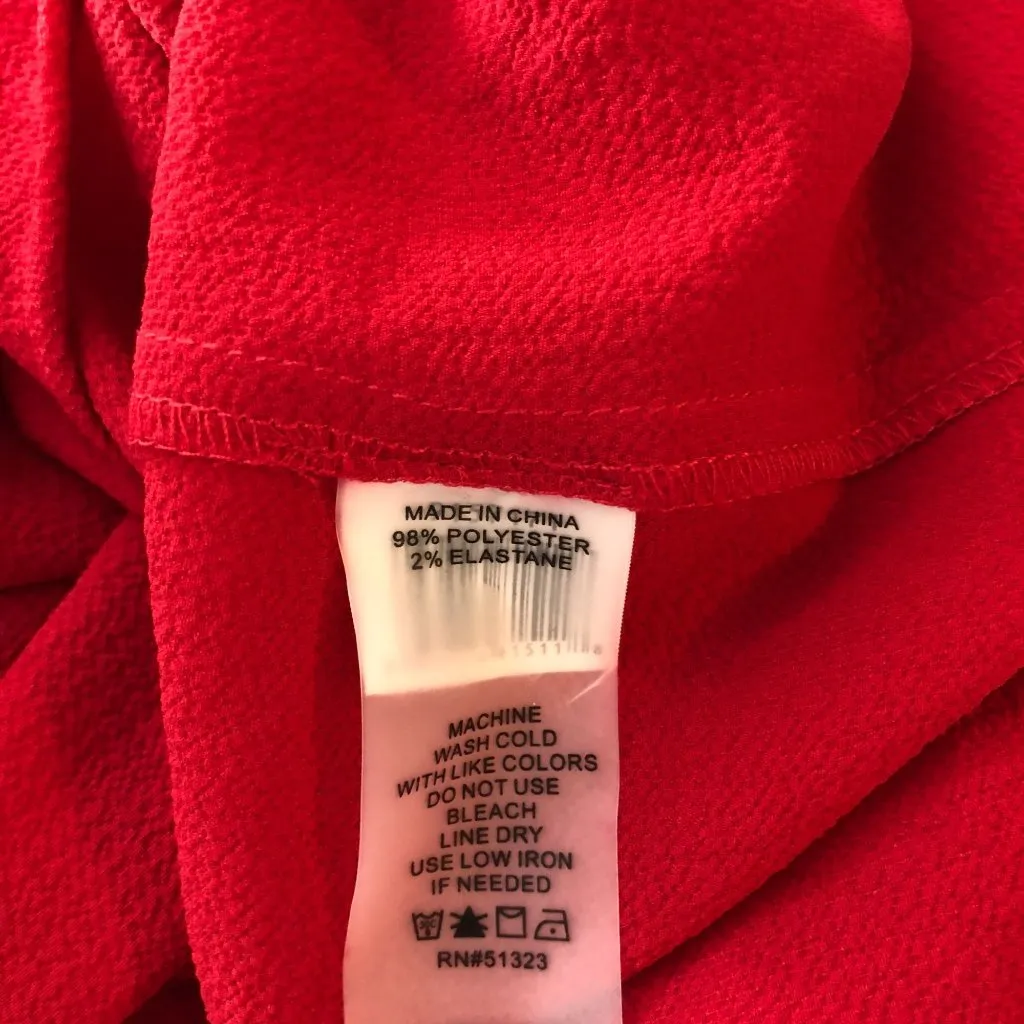 MADE IN CHINA
98% POLYESTER
2% ELASTANE
MACHINE
WASH COLD
WITH LIKE COLORS
DO NOT USE
BLEACH
LINE DRY
USE LOW IRON
IF NEEDED
RN#51323